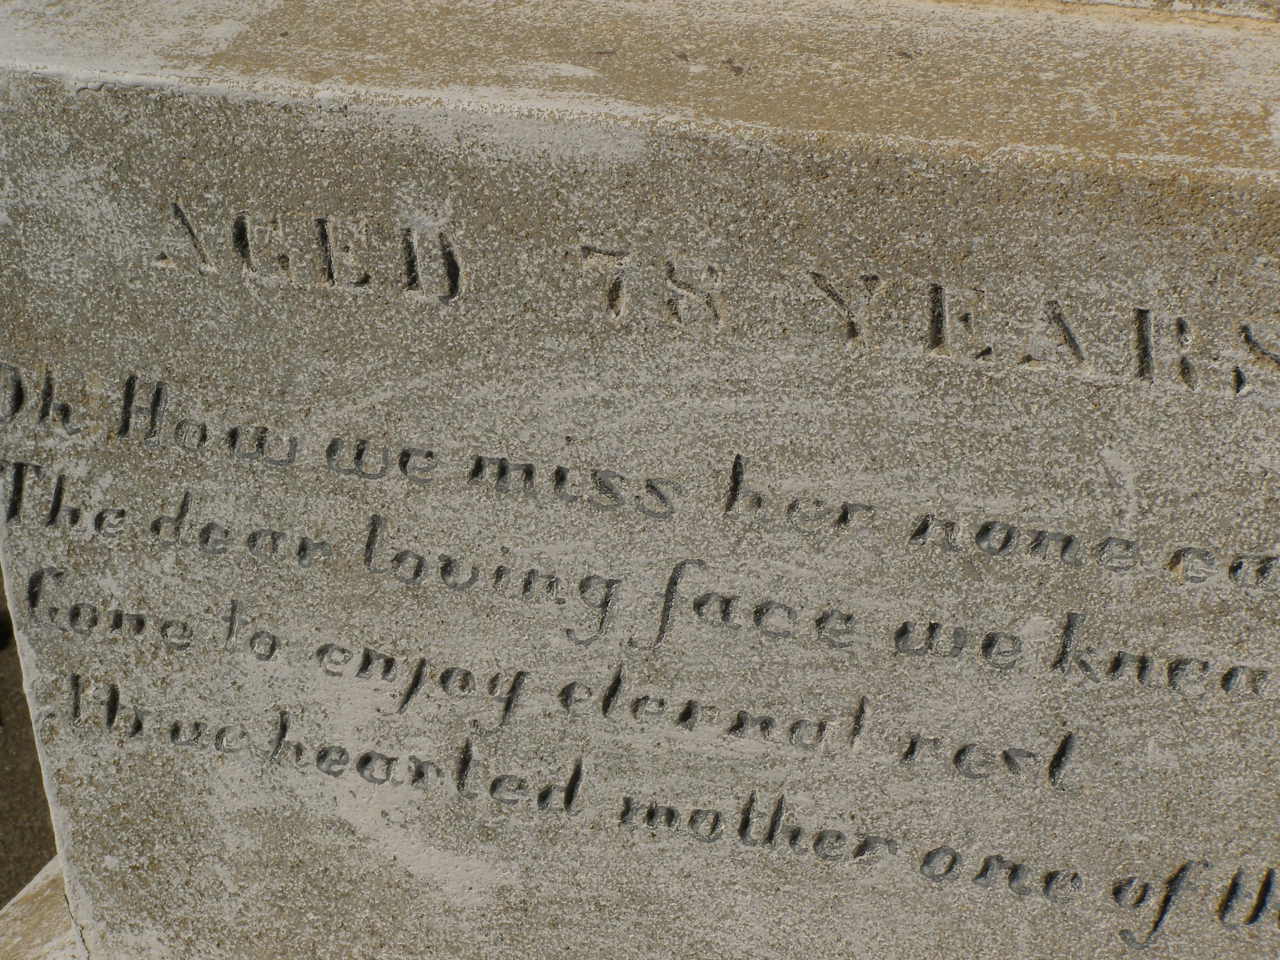 AGED 78 YEARS
Oh How we miss her none ca
The dear loving face we knew
Gone to enjoy eternal rest
Thruehearted mother one of th